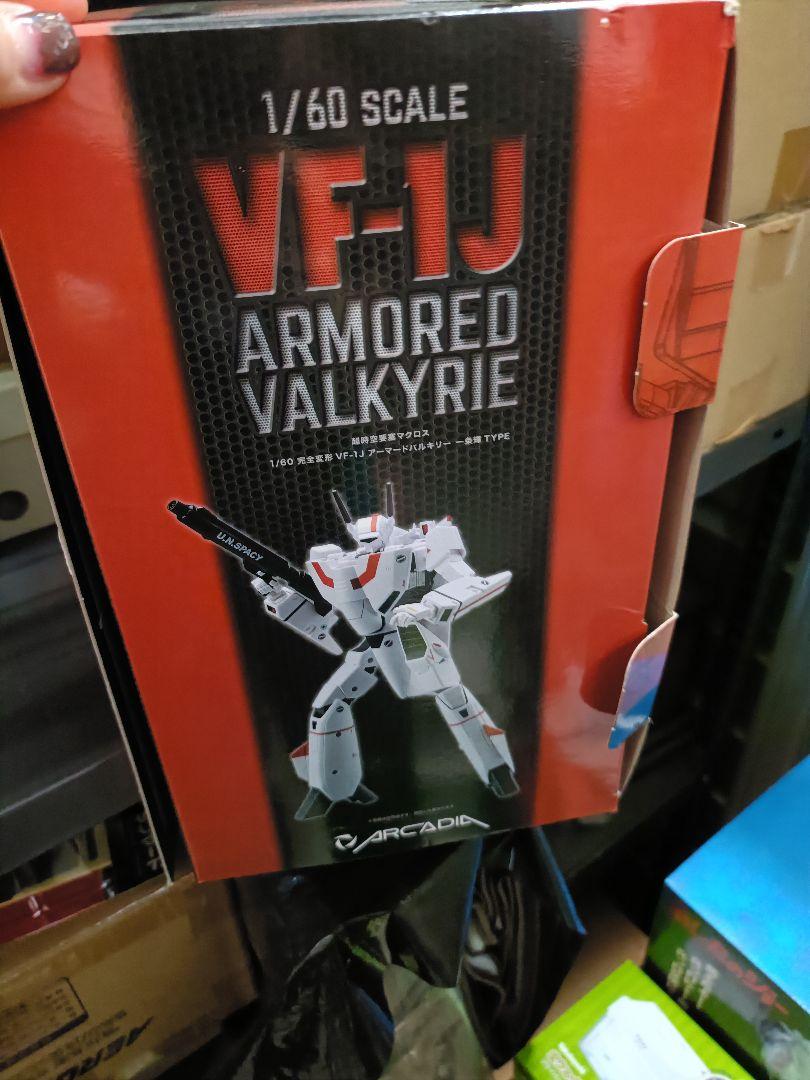 1/60 SCALE
VF-1J
ARMORED
VALKYRIE
超時空要塞マクロス
1/60 完全変形 VF-1J アーマードバルキリー 一条輝 TYPE
U.N.SPACY
ARCADIA